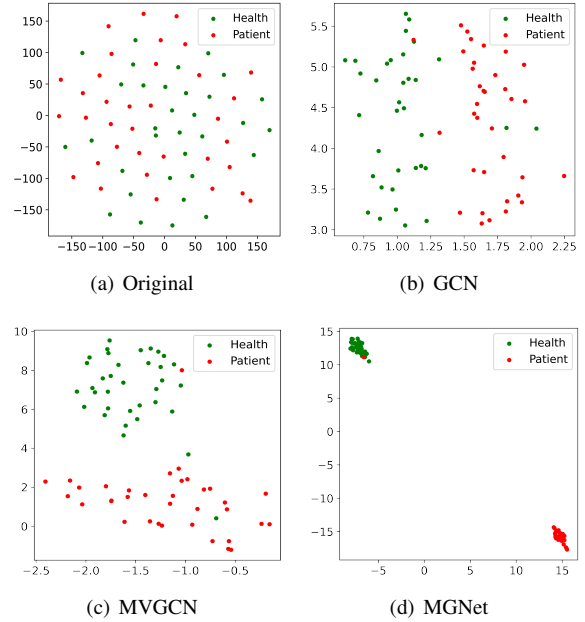 150
100
50
0
−50
−100
−150
−150 −100 −50 0 50 100 150
Health
Patient
(a) Original
5.5
5.0
4.5
4.0
3.5
3.0
0.75 1.00 1.25 1.50 1.75 2.00 2.25
Health
Patient
(b) GCN
10
8
6
4
2
0
−2.5 −2.0 −1.5 −1.0 −0.5
Health
Patient
(c) MVGCN
15
10
5
0
−5
−10
−15
−5 0 5 10 15
Health
Patient
(d) MGNet